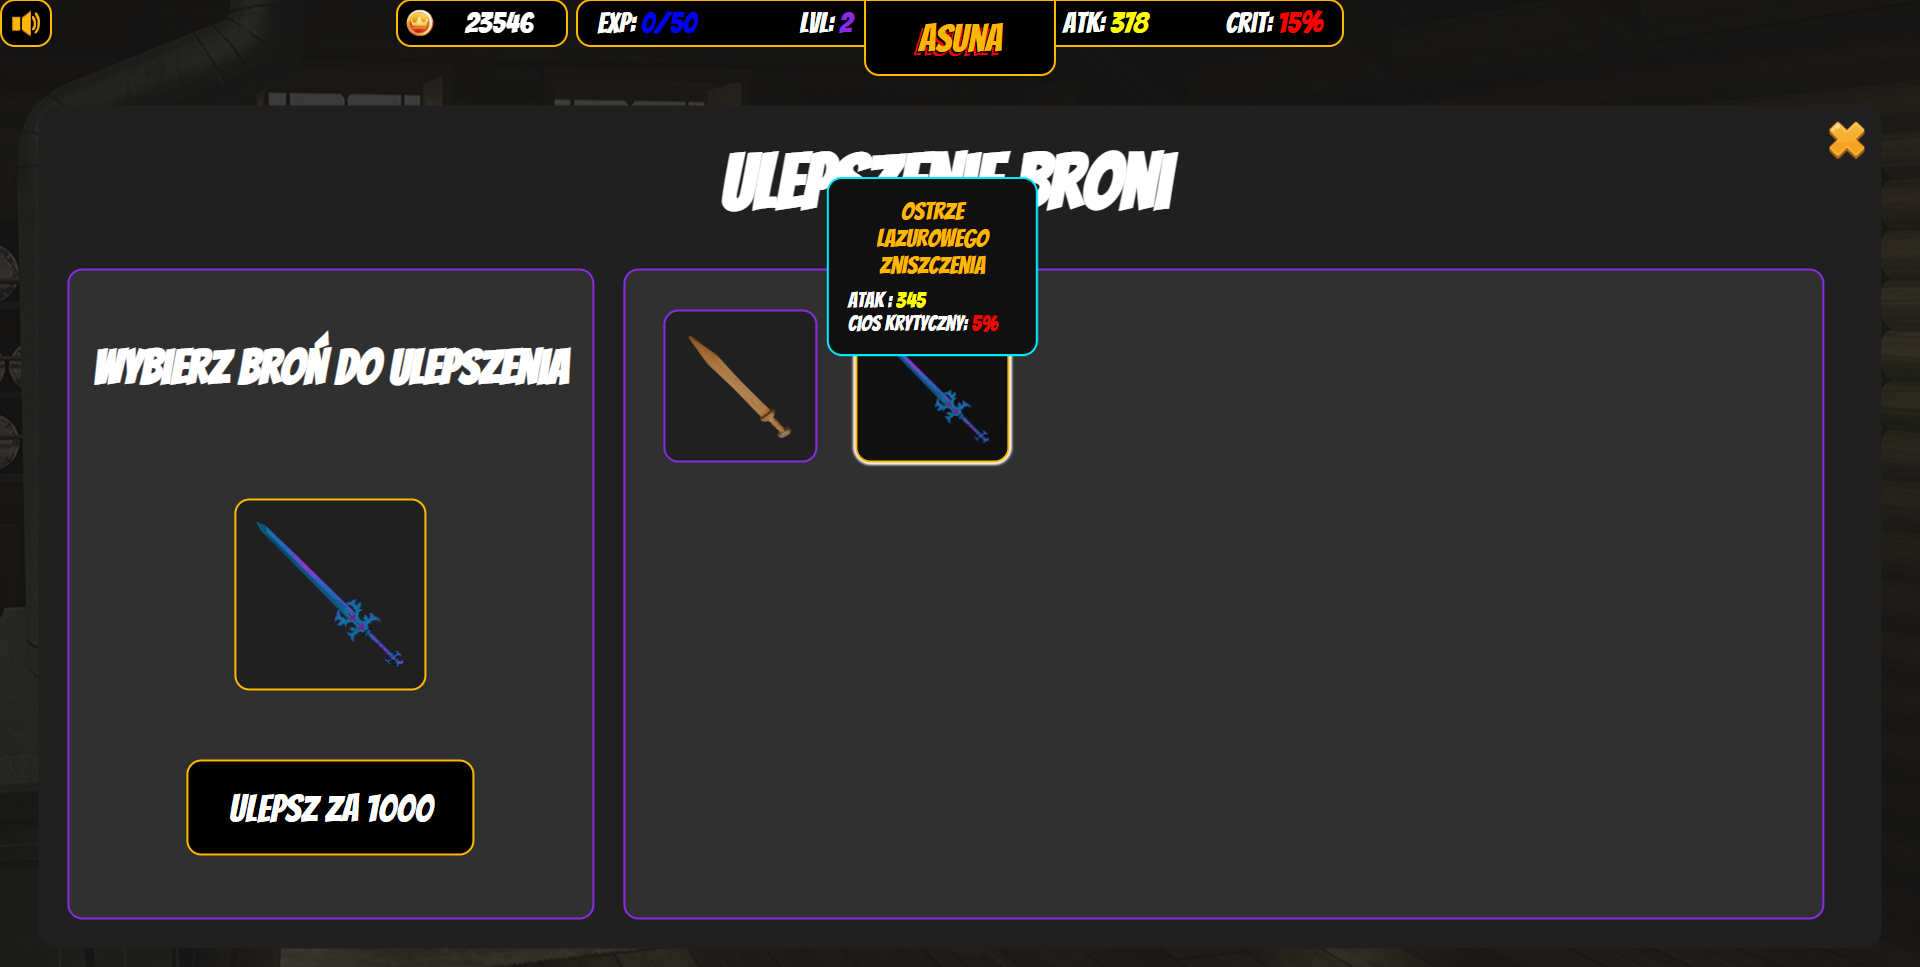 23546
EXP: 0/50
LVL: 2
ASUNA
ATK: 378
CRIT: 15%
ULEPSZENIE BRONI
OSTRZE
LAZUROWEGO
ZNISZCZENIA
ATAK : 345
CIOS KRYTYCZNY: 5%
WYBIERZ BROŃ DO ULEPSZENIA
ULEPSZ ZA 1000